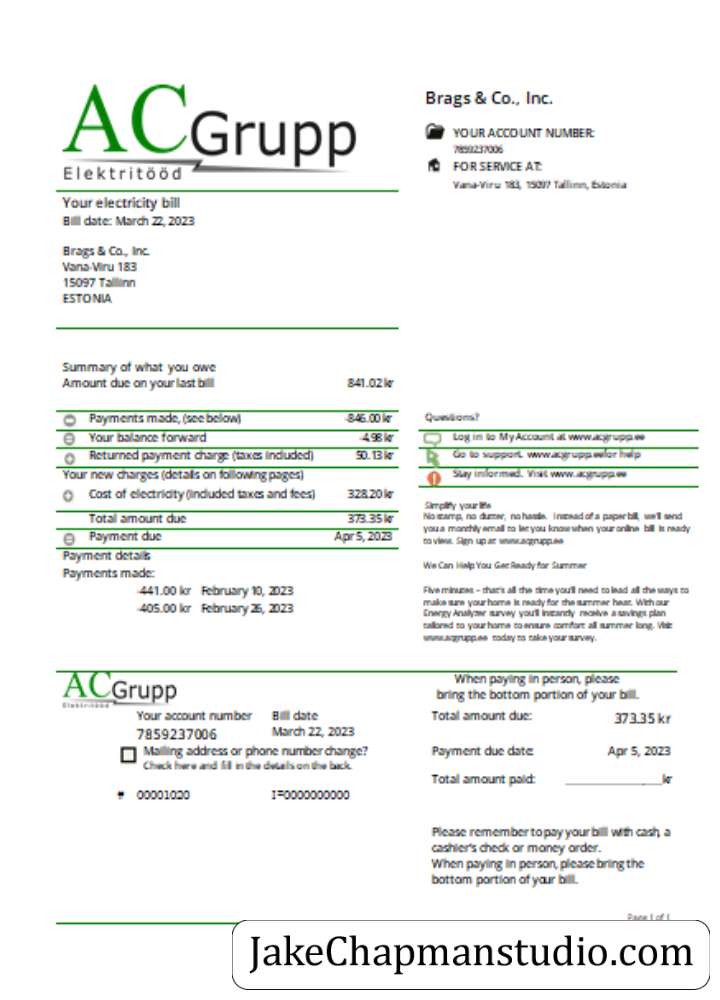 ACGrupp
Elektritööd
Brags & Co., Inc.
YOUR ACCOUNT NUMBER:
7859237006
FOR SERVICE AT:
Vana-Viru 183, 15097 Tallinn, Estonia
Your electricity bill
Bill date: March 22, 2023
Brags & Co., Inc.
Vana-Viru 183
15097 Tallinn
ESTONIA
Summary of what you owe
Amount due on your last bill 841.02 kr
Payments made, (see below) -846.00 kr
Your balance forward -4.98 kr
Returned payment charge (taxes included) 50.13 kr
Your new charges (details on following pages)
Cost of electricity (included taxes and fees) 328.20 kr
Total amount due 373.35 kr
Payment due Apr 5, 2023
Payment details
Payments made:
-441.00 kr February 10, 2023
-405.00 kr February 26, 2023
Questions?
Log in to My Account at www.acgrupp.ee
Go to support. www.acgrupp.ee for help
Stay informed. Visit www.acgrupp.ee
Simplify your life
No stamp, no clutter, no hassle. Instead of a paper bill, we'll send
you a monthly email to let you know when your online bill is ready
to view. Sign up at www.acgrupp.ee
We Can Help You Get Ready for Summer
Five minutes – that's all the time you'll need to lead all the ways to
make sure your home is ready for the summer heat. With our
Energy Analyzer survey you'll instantly receive a savings plan
tailored to your home to ensure comfort all summer long. Visit
www.acgrupp.ee today to take your survey.
ACGrupp
Elektritööd
Your account number Bill date
7859237006 March 22, 2023
Mailing address or phone number change?
Check here and fill in the details on the back.
# 00001020 I=0000000000
When paying in person, please
bring the bottom portion of your bill.
Total amount due: 373.35 kr
Payment due date: Apr 5, 2023
Total amount paid: _______________kr
Please remember to pay your bill with cash, a
cashier's check or money order.
When paying in person, please bring the
bottom portion of your bill.
Page 1 of 1
JakeChapmanstudio.com